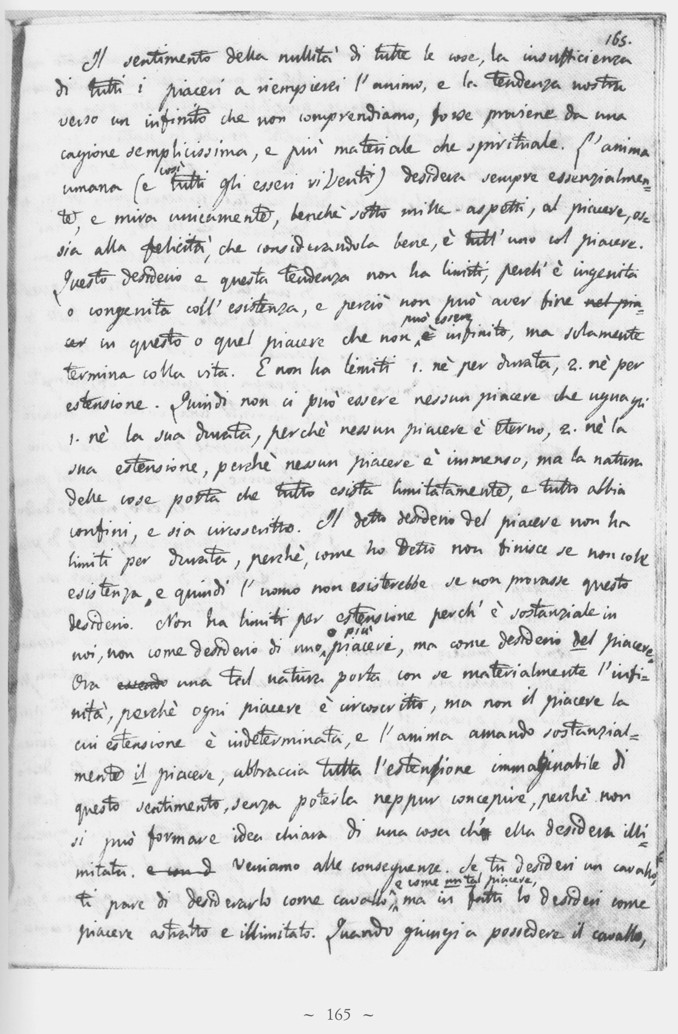 165.
Il sentimento della nullità di tutte le cose, la insufficienza
di tutti i piaceri a riempierci l'animo, e la tendenza nostra
verso un infinito che non comprendiamo, forse proviene da una
cagione semplicissima, e più materiale che spirituale. L'anima
così
umana (e tutti gli esseri viventi) desidera sempre essenzialmen-
te, e mira unicamente, benchè sotto mille aspetti, al piacere, os-
sia alla felicità, che considerandola bene, è tutt'uno col piacere.
Questo desiderio e questa tendenza non ha limiti, perch'è ingenita
o congenita coll'esistenza, e perciò non può aver fine nel pia-
può essere
cer in questo o quel piacere che non è infinito, ma solamente
termina colla vita. E non ha limiti 1. nè per durata, 2. nè per
estensione. Quindi non ci può essere nessun piacere che uguagli
1. nè la sua durata, perchè nessun piacere è eterno, 2. nè la
sua estensione, perchè nessun piacere è immenso, ma la natura
delle cose porta che tutto esista limitatamente, e tutto abbia
confini, e sia circoscritto. Il detto desiderio del piacere non ha
limiti per durata, perchè, come ho detto non finisce se non coll'
esistenza, e quindi l'uomo non esisterebbe se non provasse questo
desiderio. Non ha limiti per estensione perch'è sostanziale in
o più
noi, non come desiderio di uno, piaceri, ma come desiderio del piacere.
Ora essendo una tal natura porta con se materialmente l'infi-
nità, perchè ogni piacere è circoscritto, ma non il piacere la
cui estensione è indeterminata, e l'anima amando sostanzial-
mente il piacere, abbraccia tutta l'estensione immaginabile di
questo sentimento, senza poterla neppur concepire, perchè non
si può formare idea chiara di una cosa ch' ella desidera illi-
mitata. Veniamo alle conseguenze. Se tu desideri un cavallo,
e come un tal piacere,
ti pare di desiderarlo come cavallo, ma in fatti lo desideri come
piacere astratto e illimitato. Quando giungi a possedere il cavallo,
~ 165 ~